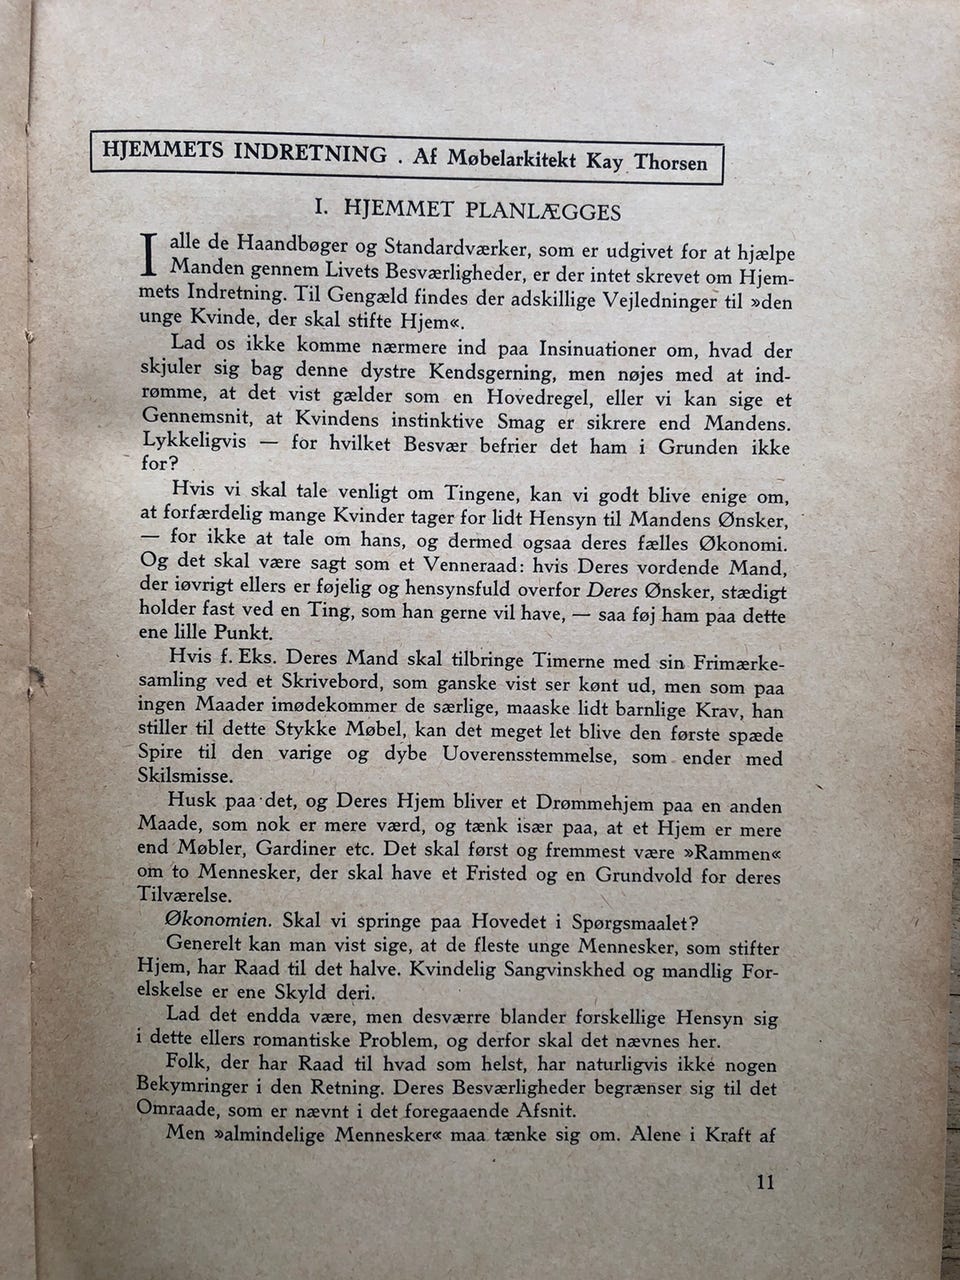 HJEMMETS INDRETNING . Af Møbelarkitekt Kay Thorsen
I. HJEMMET PLANLÆGGES
I alle de Haandbøger og Standardværker, som er udgivet for at hjælpe
Manden gennem Livets Besværligheder, er der intet skrevet om Hjem-
mets Indretning. Til Gengæld findes der adskillige Vejledninger til »den
unge Kvinde, der skal stifte Hjem«.
Lad os ikke komme nærmere ind paa Insinuationer om, hvad der
skjuler sig bag denne dystre Kendsgerning, men nøjes med at ind-
rømme, at det vist gælder som en Hovedregel, eller vi kan sige et
Gennemsnit, at Kvindens instinktive Smag er sikrere end Mandens.
Lykkeligvis — for hvilket Besvær befrier det ham i Grunden ikke
for?
Hvis vi skal tale venligt om Tingene, kan vi godt blive enige om,
at forfærdelig mange Kvinder tager for lidt Hensyn til Mandens Ønsker,
— for ikke at tale om hans, og dermed ogsaa deres fælles Økonomi.
Og det skal være sagt som et Venneraad: hvis Deres vordende Mand,
der iøvrigt ellers er føjelig og hensynsfuld overfor Deres Ønsker, stædigt
holder fast ved en Ting, som han gerne vil have, — saa føj ham paa dette
ene lille Punkt.
Hvis f. Eks. Deres Mand skal tilbringe Timerne med sin Frimærke-
samling ved et Skrivebord, som ganske vist ser kønt ud, men som paa
ingen Maader imødekommer de særlige, maaske lidt barnlige Krav, han
stiller til dette Stykke Møbel, kan det meget let blive den første spæde
Spire til den varige og dybe Uoverensstemmelse, som ender med
Skilsmisse.
Husk paa det, og Deres Hjem bliver et Drømmehjem paa en anden
Maade, som nok er mere værd, og tænk især paa, at et Hjem er mere
end Møbler, Gardiner etc. Det skal først og fremmest være »Rammen«
om to Mennesker, der skal have et Fristed og en Grundvold for deres
Tilværelse.
Økonomien. Skal vi springe paa Hovedet i Spørgsmaalet?
Generelt kan man vist sige, at de fleste unge Mennesker, som stifter
Hjem, har Raad til det halve. Kvindelig Sangvinskhed og mandlig For-
elskelse er ene Skyld deri.
Lad det endda være, men desværre blander forskellige Hensyn sig
i dette ellers romantiske Problem, og derfor skal det nævnes her.
Folk, der har Raad til hvad som helst, har naturligvis ikke nogen
Bekymringer i den Retning. Deres Besværligheder begrænser sig til det
Omraade, som er nævnt i det foregaaende Afsnit.
Men »almindelige Mennesker« maa tænke sig om. Alene i Kraft af
11